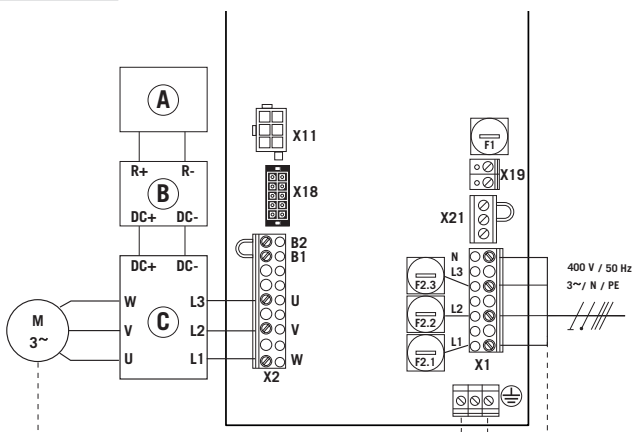 A
R+ R-
B
DC+ DC-
DC+ DC-
W L3
C
V L2
U L1
M
3~
X11
X18
B2
B1
U
V
W
X2
F1
X19
X21
N
L3
F2.3
L2
F2.2
L1
F2.1
X1
400 V / 50 Hz
3~/ N / PE